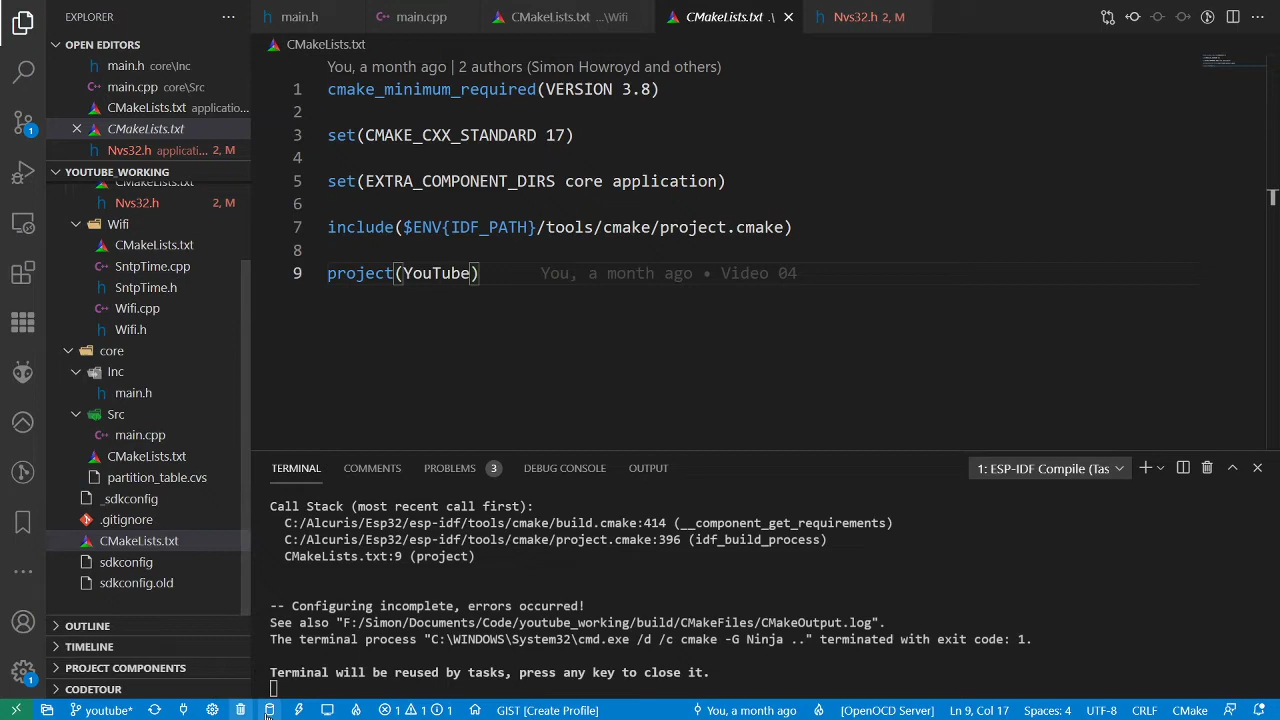 EXPLORER
OPEN EDITORS
main.h core\Inc
main.cpp core\Src
CMakeLists.txt applicatio...
CMakeLists.txt
Nvs32.h applicati... 2, M
YOUTUBE_WORKING
CMakeLists.txt
Nvs32.h 2, M
Wifi
CMakeLists.txt
SntpTime.cpp
SntpTime.h
Wifi.cpp
Wifi.h
core
Inc
main.h
Src
main.cpp
CMakeLists.txt
partition_table.cvs
_sdkconfig
.gitignore
CMakeLists.txt
sdkconfig
sdkconfig.old
OUTLINE
TIMELINE
PROJECT COMPONENTS
CODETOUR
1
1
main.h
main.cpp
CMakeLists.txt ...\Wifi
CMakeLists.txt .\
Nvs32.h 2, M
CMakeLists.txt
You, a month ago | 2 authors (Simon Howroyd and others)
1 cmake_minimum_required(VERSION 3.8)
2
3 set(CMAKE_CXX_STANDARD 17)
4
5 set(EXTRA_COMPONENT_DIRS core application)
6
7 include($ENV{IDF_PATH}/tools/cmake/project.cmake)
8
9 project(YouTube) You, a month ago • Video 04
TERMINAL COMMENTS PROBLEMS 3 DEBUG CONSOLE OUTPUT 1: ESP-IDF Compile (Tas
Call Stack (most recent call first):
C:/Alcuris/Esp32/esp-idf/tools/cmake/build.cmake:414 (__component_get_requirements)
C:/Alcuris/Esp32/esp-idf/tools/cmake/project.cmake:396 (idf_build_process)
CMakeLists.txt:9 (project)
-- Configuring incomplete, errors occurred!
See also "F:/Simon/Documents/Code/youtube_working/build/CMakeFiles/CMakeOutput.log".
The terminal process "C:\WINDOWS\System32\cmd.exe /d /c cmake -G Ninja .." terminated with exit code: 1.
Terminal will be reused by tasks, press any key to close it.
youtube* 1 1 1 GIST [Create Profile] You, a month ago [OpenOCD Server] Ln 9, Col 17 Spaces: 4 UTF-8 CRLF CMake